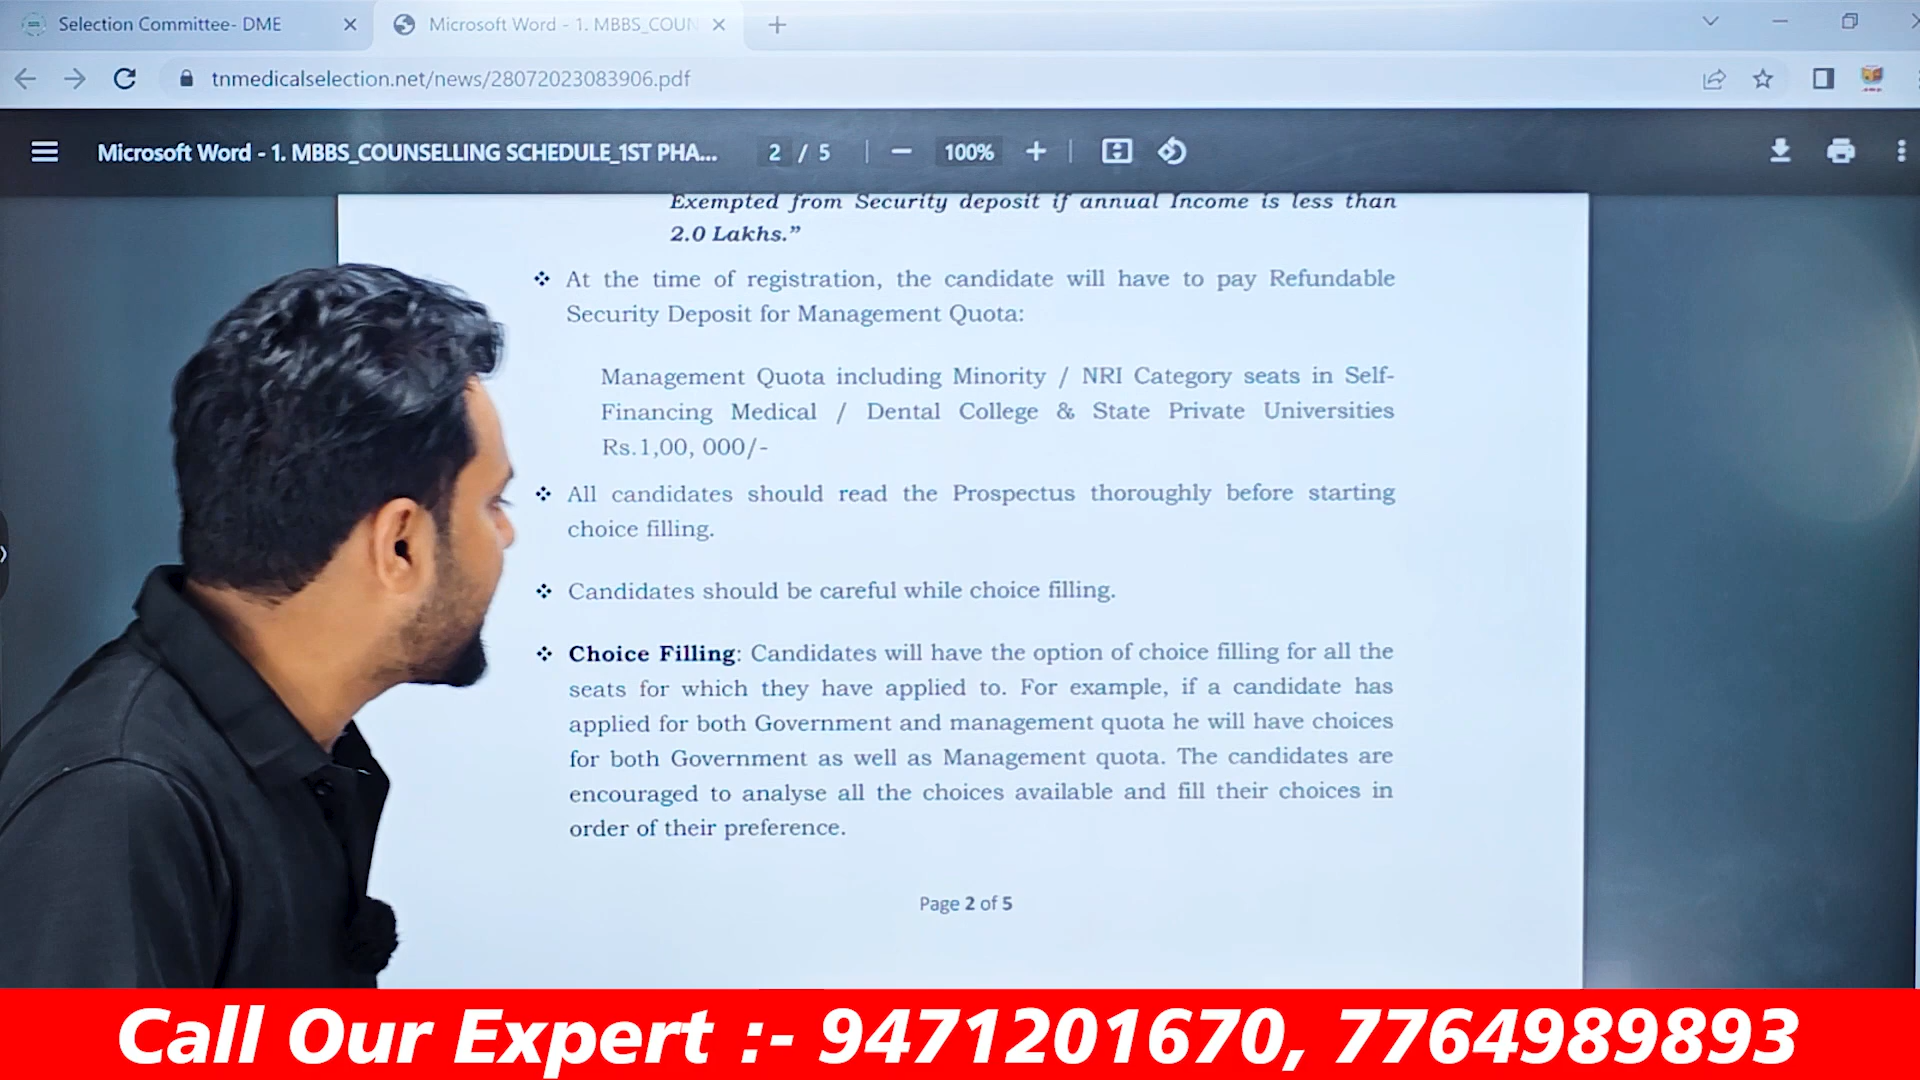 Selection Committee- DME
Microsoft Word - 1. MBBS_COUN
tnmedicalselection.net/news/28072023083906.pdf
Microsoft Word - 1. MBBS_COUNSELLING SCHEDULE_1ST PHA...
2 / 5
100%
Exempted from Security deposit if annual Income is less than
2.0 Lakhs.”
❖ At the time of registration, the candidate will have to pay Refundable
Security Deposit for Management Quota:
Management Quota including Minority / NRI Category seats in Self-
Financing Medical / Dental College & State Private Universities
Rs.1,00, 000/-
❖ All candidates should read the Prospectus thoroughly before starting
choice filling.
❖ Candidates should be careful while choice filling.
❖ Choice Filling: Candidates will have the option of choice filling for all the
seats for which they have applied to. For example, if a candidate has
applied for both Government and management quota he will have choices
for both Government as well as Management quota. The candidates are
encouraged to analyse all the choices available and fill their choices in
order of their preference.
Page 2 of 5
Call Our Expert :- 9471201670, 7764989893